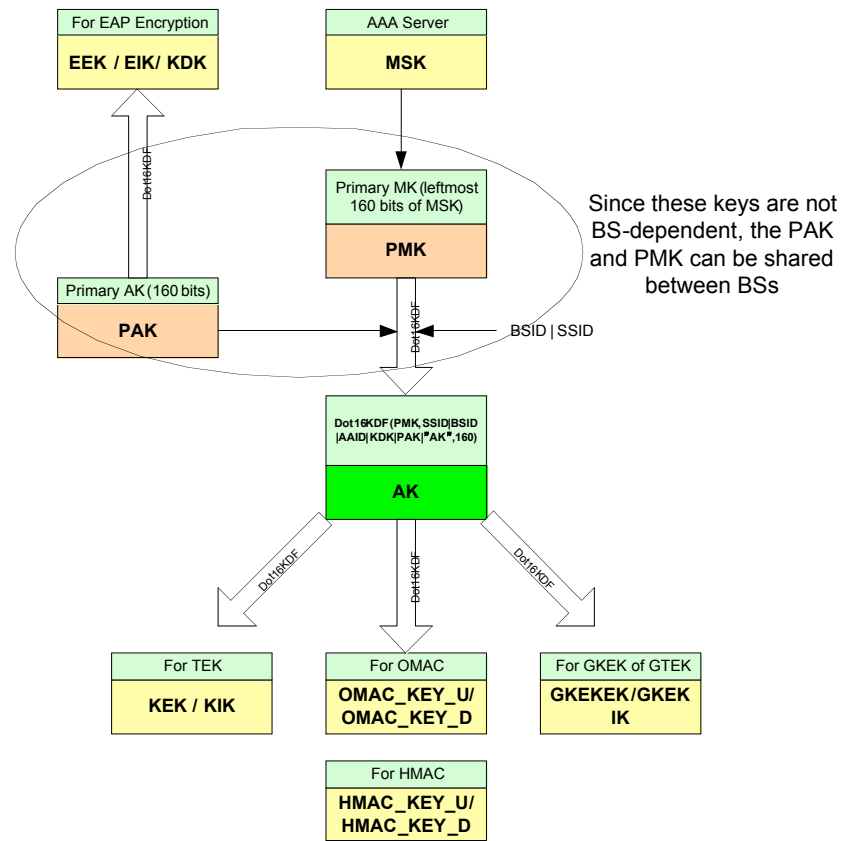 For EAP Encryption
EEK / EIK/ KDK
AAA Server
MSK
Dot16KDF
Primary MK (leftmost
160 bits of MSK)
PMK
Since these keys are not
BS-dependent, the PAK
and PMK can be shared
between BSs
Primary AK (160 bits)
PAK
Dot16KDF
BSID | SSID
Dot16KDF(PMK,SSID|BSID
|AAID|KDK|PAK|"AK",160)
AK
Dot16KDF
Dot16KDF
Dot16KDF
For TEK
KEK / KIK
For OMAC
OMAC_KEY_U/
OMAC_KEY_D
For GKEK of GTEK
GKEKEK/GKEK
IK
For HMAC
HMAC_KEY_U/
HMAC_KEY_D